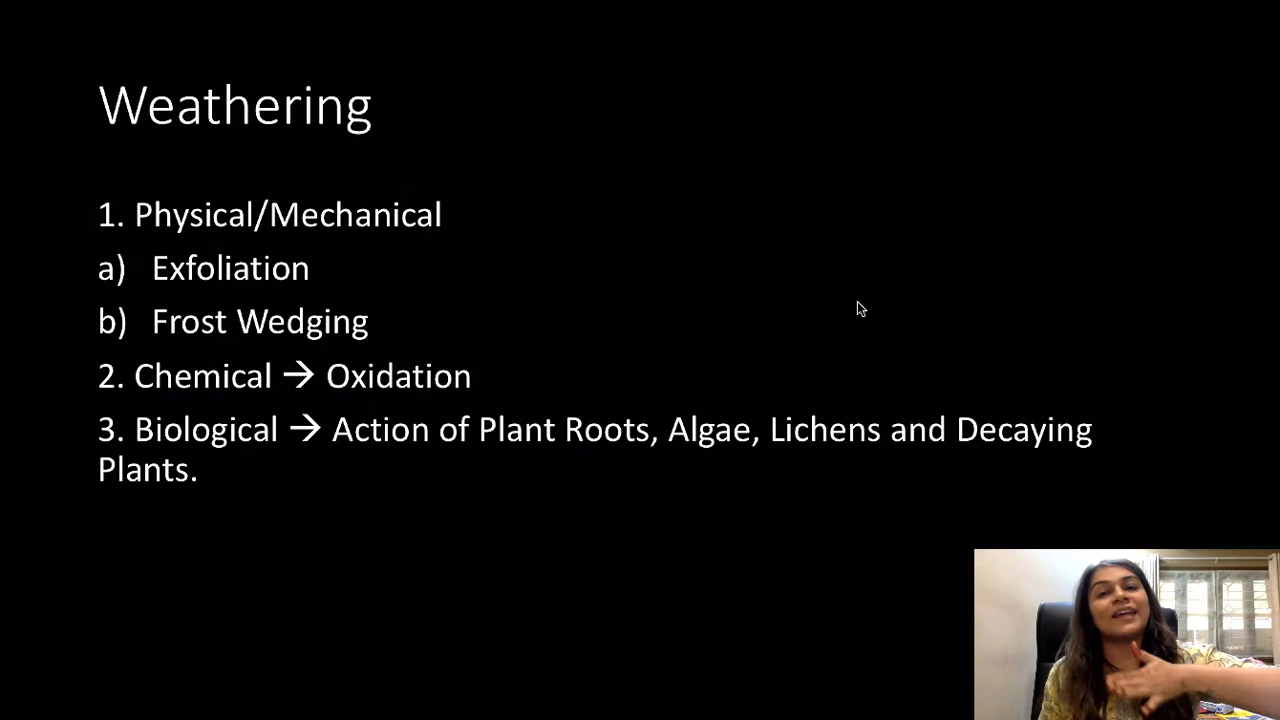 Weathering
1. Physical/Mechanical
a) Exfoliation
b) Frost Wedging
2. Chemical → Oxidation
3. Biological → Action of Plant Roots, Algae, Lichens and Decaying
Plants.